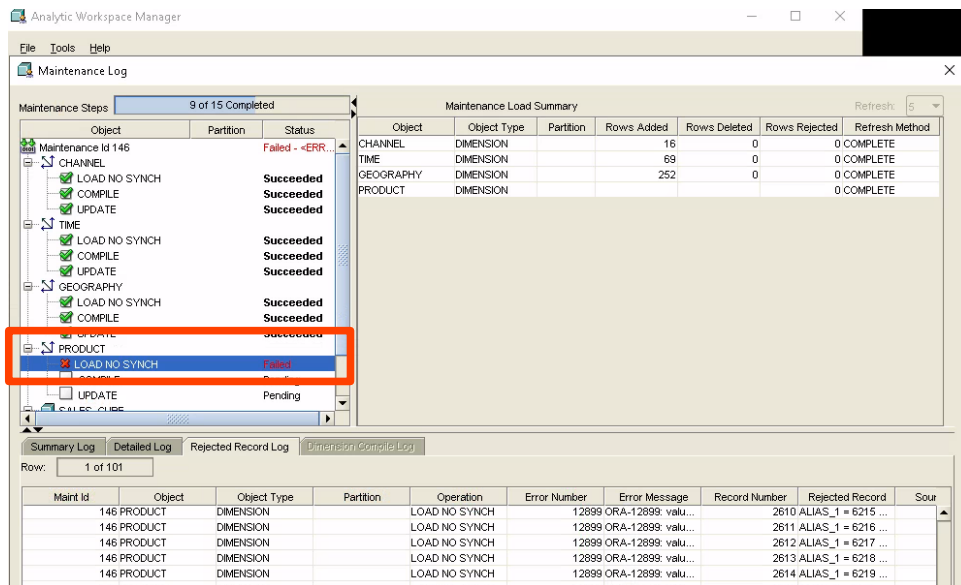 Analytic Workspace Manager
File Tools Help
Maintenance Log
Maintenance Steps 9 of 15 Completed
Object Partition Status
Maintenance Id 146 Failed - <ERR...
CHANNEL
LOAD NO SYNCH Succeeded
COMPILE Succeeded
UPDATE Succeeded
TIME
LOAD NO SYNCH Succeeded
COMPILE Succeeded
UPDATE Succeeded
GEOGRAPHY
LOAD NO SYNCH Succeeded
COMPILE Succeeded
UPDATE Succeeded
PRODUCT
LOAD NO SYNCH Failed
COMPILE Pending
UPDATE Pending
SALES_CUBE
Maintenance Load Summary Refresh: 5
Object Object Type Partition Rows Added Rows Deleted Rows Rejected Refresh Method
CHANNEL DIMENSION 16 0 0 COMPLETE
TIME DIMENSION 69 0 0 COMPLETE
GEOGRAPHY DIMENSION 252 0 0 COMPLETE
PRODUCT DIMENSION 0 COMPLETE
Summary Log Detailed Log Rejected Record Log Dimension Compile Log
Row: 1 of 101
Maint Id Object Object Type Partition Operation Error Number Error Message Record Number Rejected Record Sour
146 PRODUCT DIMENSION LOAD NO SYNCH 12899 ORA-12899: valu... 2610 ALIAS_1 = 6215 ...
146 PRODUCT DIMENSION LOAD NO SYNCH 12899 ORA-12899: valu... 2611 ALIAS_1 = 6216 ...
146 PRODUCT DIMENSION LOAD NO SYNCH 12899 ORA-12899: valu... 2612 ALIAS_1 = 6217 ...
146 PRODUCT DIMENSION LOAD NO SYNCH 12899 ORA-12899: valu... 2613 ALIAS_1 = 6218 ...
146 PRODUCT DIMENSION LOAD NO SYNCH 12899 ORA-12899: valu... 2614 ALIAS_1 = 6219 ...